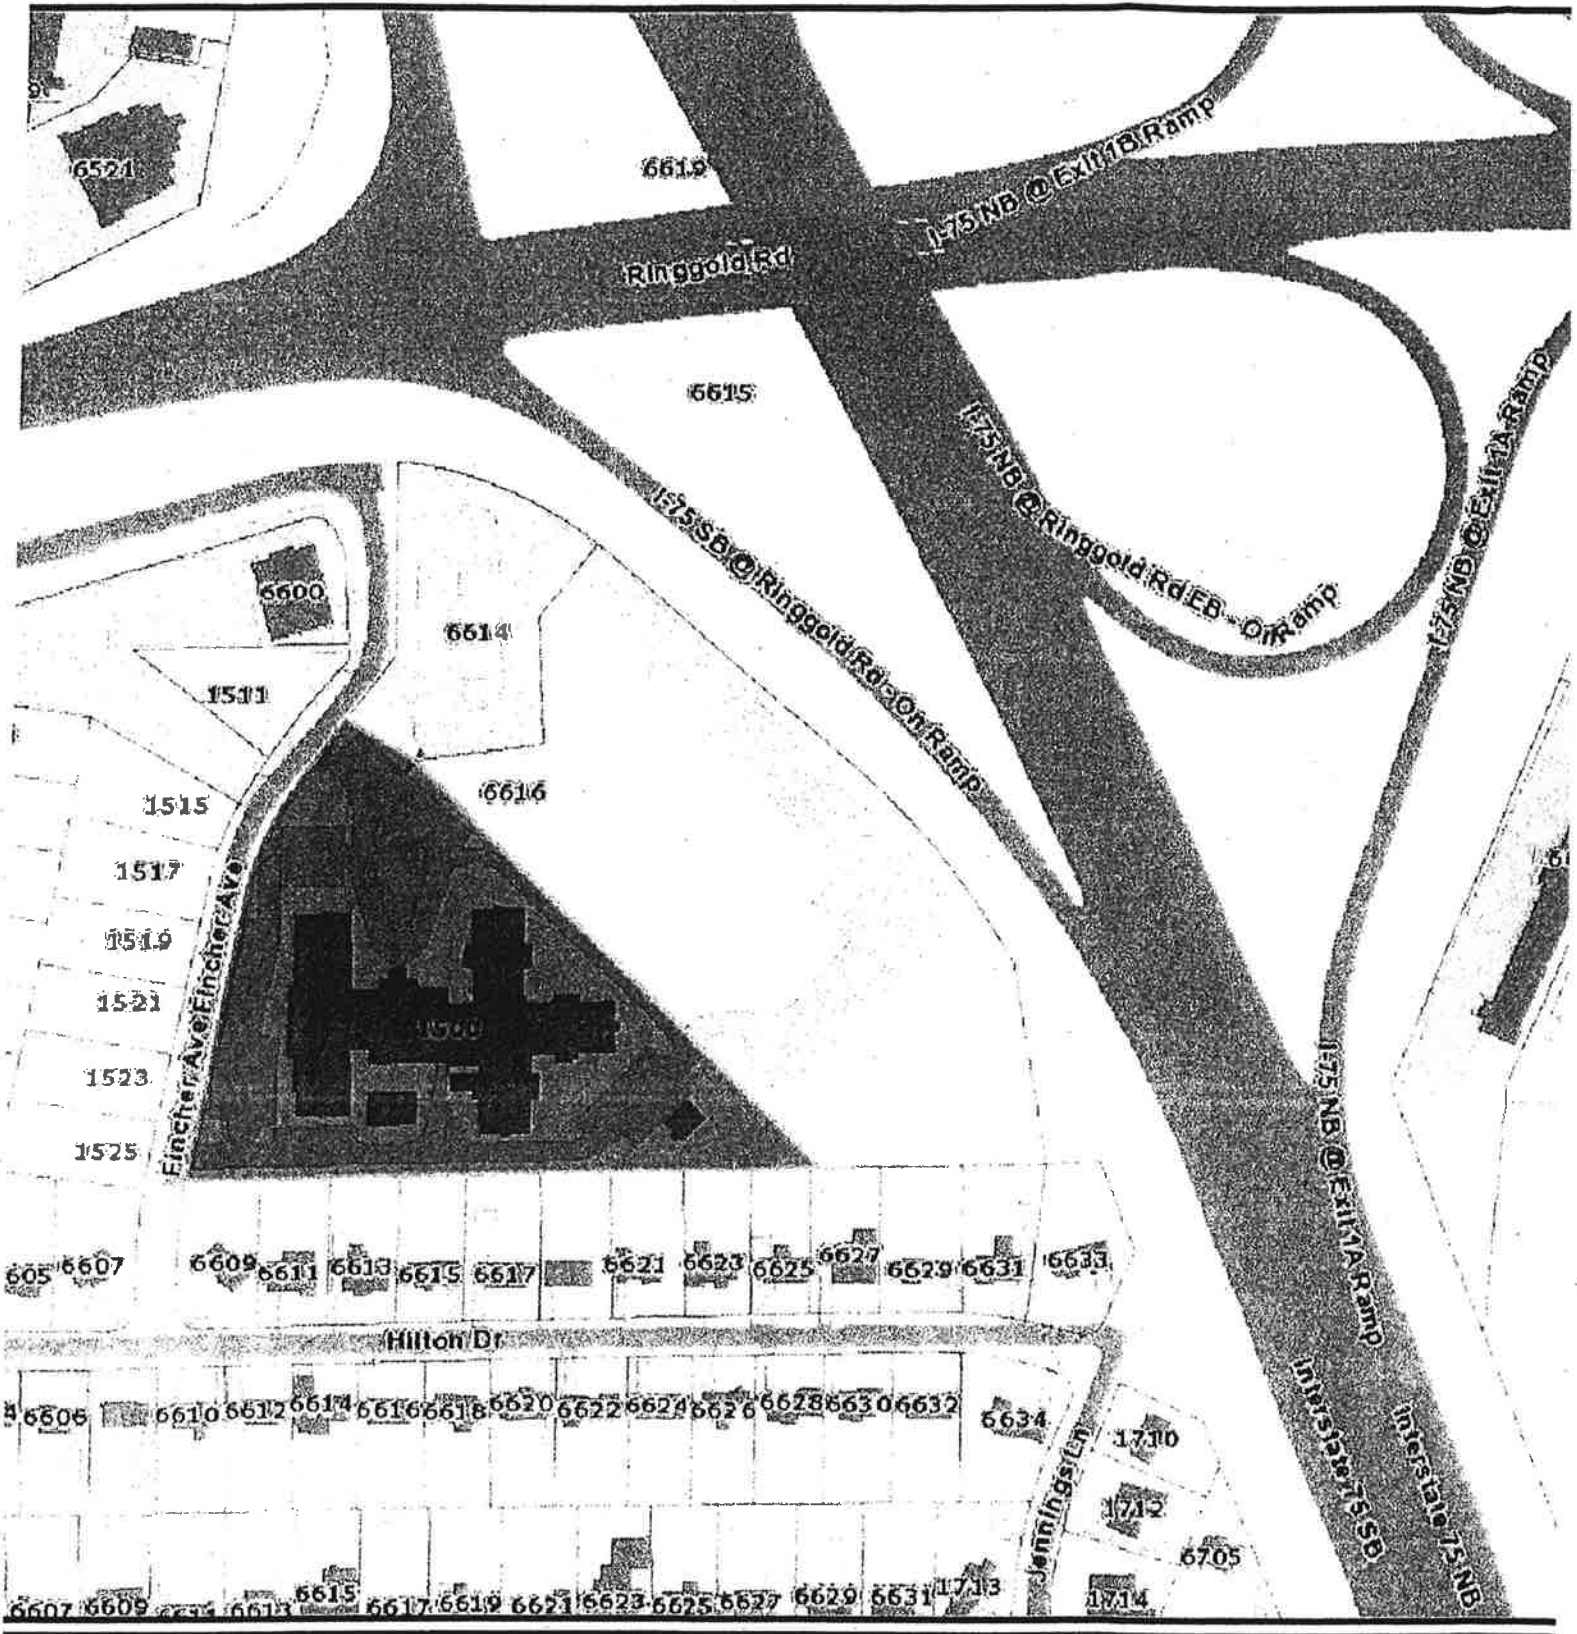 6521
6619
I-75 NB @ Exit 1B Ramp
Ringgold Rd
6615
I-75 NB @ Ringgold Rd EB - On Ramp
I-75 NB @ Exit 1A Ramp
I-75 SB @ Ringgold Rd - On Ramp
6600
6614
1511
6616
1515
1517
1519
1521
1523
1525
Fincher Ave Fincher Ave
1500
I-75 NB @ Exit 1A Ramp
605 6607 6609 6611 6613 6615 6617 6621 6623 6625 6627 6629 6631 6633
Hilton Dr
6606 6610 6612 6614 6616 6618 6620 6622 6624 6626 6628 6630 6632 6634
1710
Jennings Ln
1712
6705
1714
Interstate 75 SB
Interstate 75 NB
6607 6609 6613 6615 6617 6619 6621 6623 6625 6627 6629 6631 1713